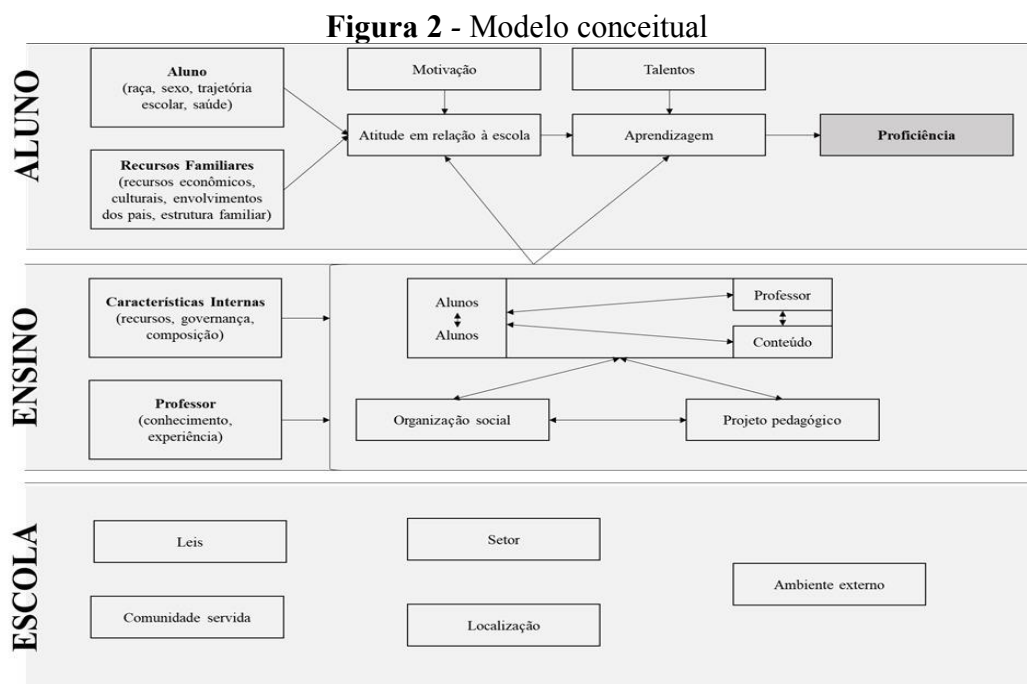 Figura 2 - Modelo conceitual
ALUNO
Aluno
(raça, sexo, trajetória
escolar, saúde)
Motivação
Talentos
Atitude em relação à escola
Aprendizagem
Proficiência
Recursos Familiares
(recursos econômicos,
culturais, envolvimentos
dos pais, estrutura familiar)
ENSINO
Características Internas
(recursos, governança,
composição)
Alunos
Alunos
Professor
Conteúdo
Professor
(conhecimento,
experiência)
Organização social
Projeto pedagógico
ESCOLA
Leis
Setor
Ambiente externo
Comunidade servida
Localização